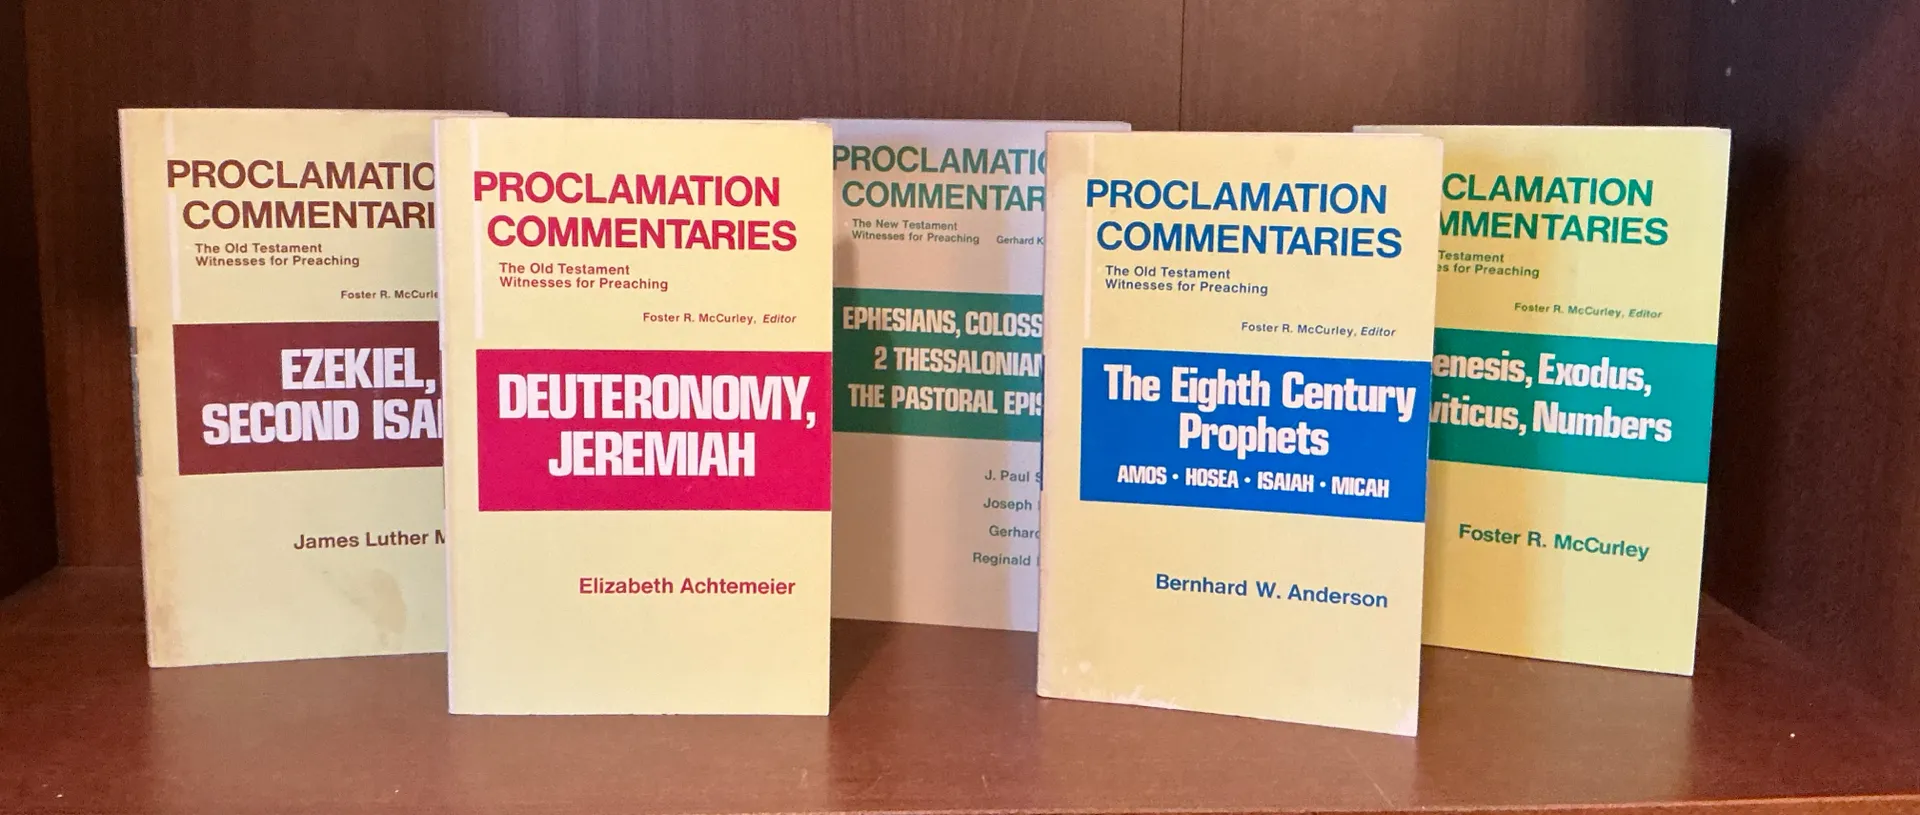 PROCLAMATIO
COMMENTARI
The Old Testament
Witnesses for Preaching
Foster R. McCurle
EZEKIEL,
SECOND ISA
James Luther M
PROCLAMATION
COMMENTARIES
The Old Testament
Witnesses for Preaching
Foster R. McCurley, Editor
DEUTERONOMY,
JEREMIAH
Elizabeth Achtemeier
PROCLAMATIO
COMMENTAR
The New Testament
Witnesses for Preaching Gerhard K
EPHESIANS, COLOSS
2 THESSALONIAN
THE PASTORAL EPIS
J. Paul S
Joseph
Gerhard
Reginald
PROCLAMATION
COMMENTARIES
The Old Testament
Witnesses for Preaching
Foster R. McCurley, Editor
The Eighth Century
Prophets
AMOS • HOSEA • ISAIAH • MICAH
Bernhard W. Anderson
CLAMATION
MMENTARIES
Testament
es for Preaching
Foster R. McCurley, Editor
enesis, Exodus,
viticus, Numbers
Foster R. McCurley